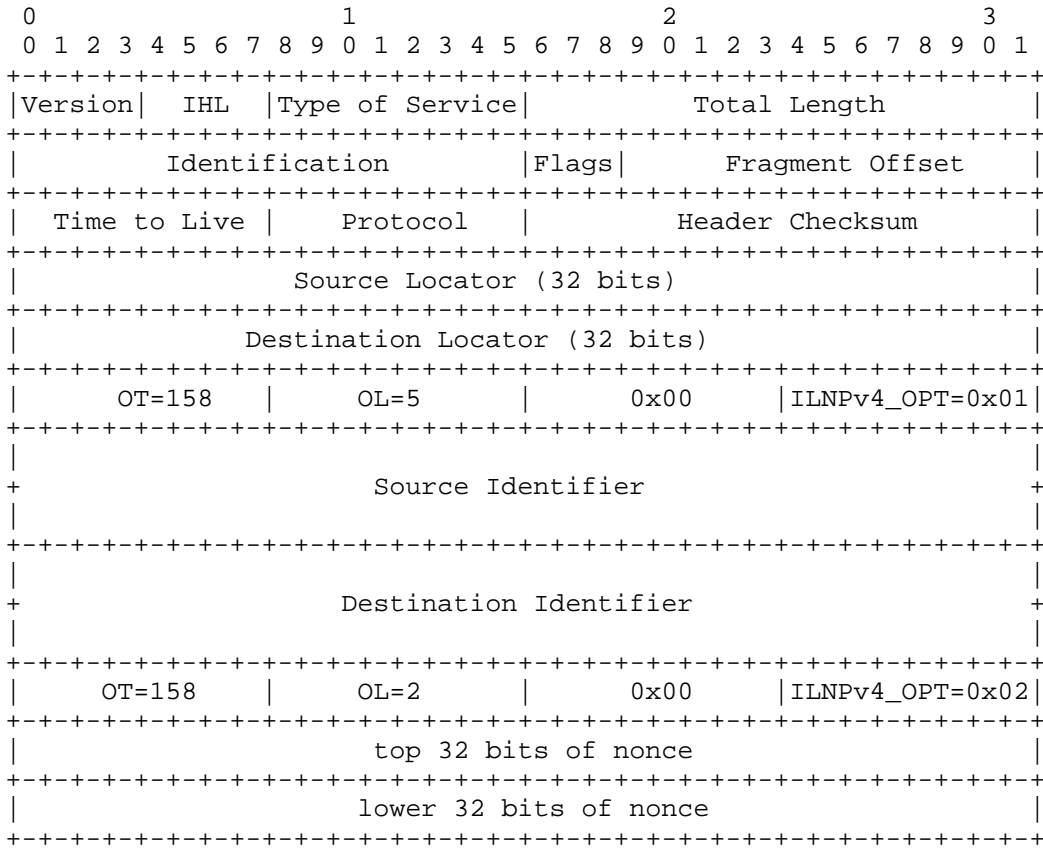 0                   1                   2                   3
 0 1 2 3 4 5 6 7 8 9 0 1 2 3 4 5 6 7 8 9 0 1 2 3 4 5 6 7 8 9 0 1
+-+-+-+-+-+-+-+-+-+-+-+-+-+-+-+-+-+-+-+-+-+-+-+-+-+-+-+-+-+-+-+-+
|Version|  IHL  |Type of Service|          Total Length         |
+-+-+-+-+-+-+-+-+-+-+-+-+-+-+-+-+-+-+-+-+-+-+-+-+-+-+-+-+-+-+-+-+
|         Identification        |Flags|      Fragment Offset    |
+-+-+-+-+-+-+-+-+-+-+-+-+-+-+-+-+-+-+-+-+-+-+-+-+-+-+-+-+-+-+-+-+
|  Time to Live |    Protocol   |         Header Checksum       |
+-+-+-+-+-+-+-+-+-+-+-+-+-+-+-+-+-+-+-+-+-+-+-+-+-+-+-+-+-+-+-+-+
|                 Source Locator (32 bits)                      |
+-+-+-+-+-+-+-+-+-+-+-+-+-+-+-+-+-+-+-+-+-+-+-+-+-+-+-+-+-+-+-+-+
|              Destination Locator (32 bits)                    |
+-+-+-+-+-+-+-+-+-+-+-+-+-+-+-+-+-+-+-+-+-+-+-+-+-+-+-+-+-+-+-+-+
|      OT=158   |     OL=5      |      0x00     |ILNPv4_OPT=0x01|
+-+-+-+-+-+-+-+-+-+-+-+-+-+-+-+-+-+-+-+-+-+-+-+-+-+-+-+-+-+-+-+-+
|                                                               |
+                      Source Identifier                        +
|                                                               |
+-+-+-+-+-+-+-+-+-+-+-+-+-+-+-+-+-+-+-+-+-+-+-+-+-+-+-+-+-+-+-+-+
|                                                               |
+                    Destination Identifier                     +
|                                                               |
+-+-+-+-+-+-+-+-+-+-+-+-+-+-+-+-+-+-+-+-+-+-+-+-+-+-+-+-+-+-+-+-+
|     OT=158    |     OL=2      |      0x00     |ILNPv4_OPT=0x02|
+-+-+-+-+-+-+-+-+-+-+-+-+-+-+-+-+-+-+-+-+-+-+-+-+-+-+-+-+-+-+-+-+
|                      top 32 bits of nonce                     |
+-+-+-+-+-+-+-+-+-+-+-+-+-+-+-+-+-+-+-+-+-+-+-+-+-+-+-+-+-+-+-+-+
|                     lower 32 bits of nonce                    |
+-+-+-+-+-+-+-+-+-+-+-+-+-+-+-+-+-+-+-+-+-+-+-+-+-+-+-+-+-+-+-+-+